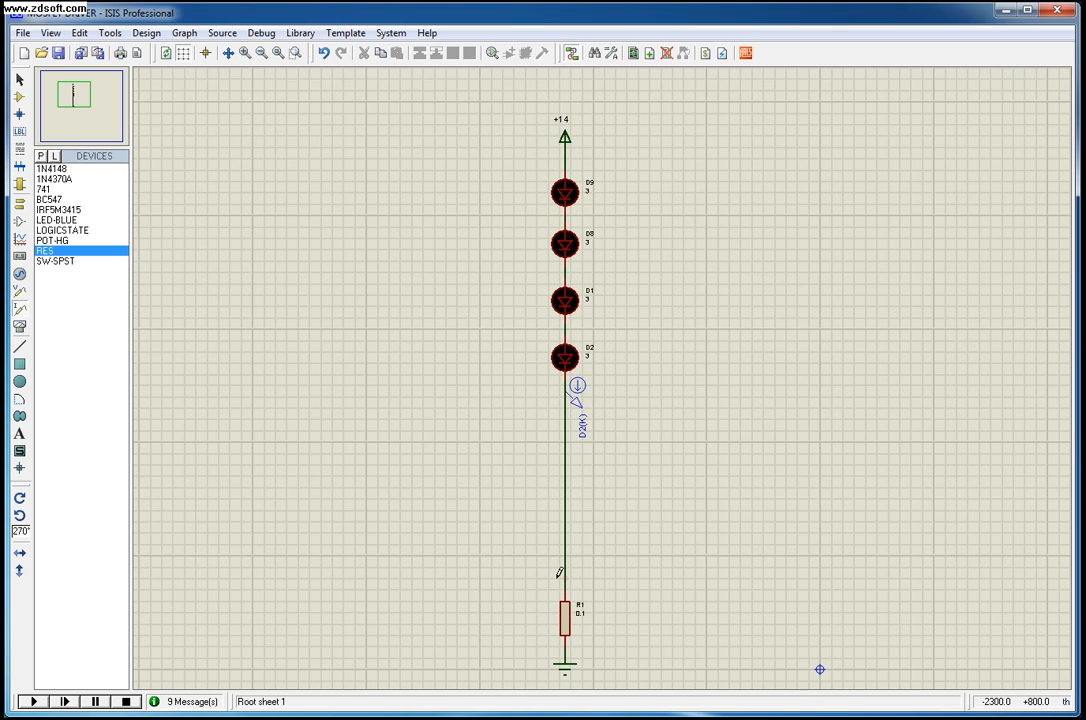 www.zdsoft.com
MOSFET DRIVER - ISIS Professional
File View Edit Tools Design Graph Source Debug Library Template System Help
P L DEVICES
1N4148
1N4370A
741
BC547
IRF5M3415
LED-BLUE
LOGICSTATE
POT-HG
RES
SW-SPST
LBL
270°
+14
D9
3
D8
3
D1
3
D2
3
D2(K)
R1
0.1
9 Message(s) Root sheet 1 -2300.0 +800.0 th